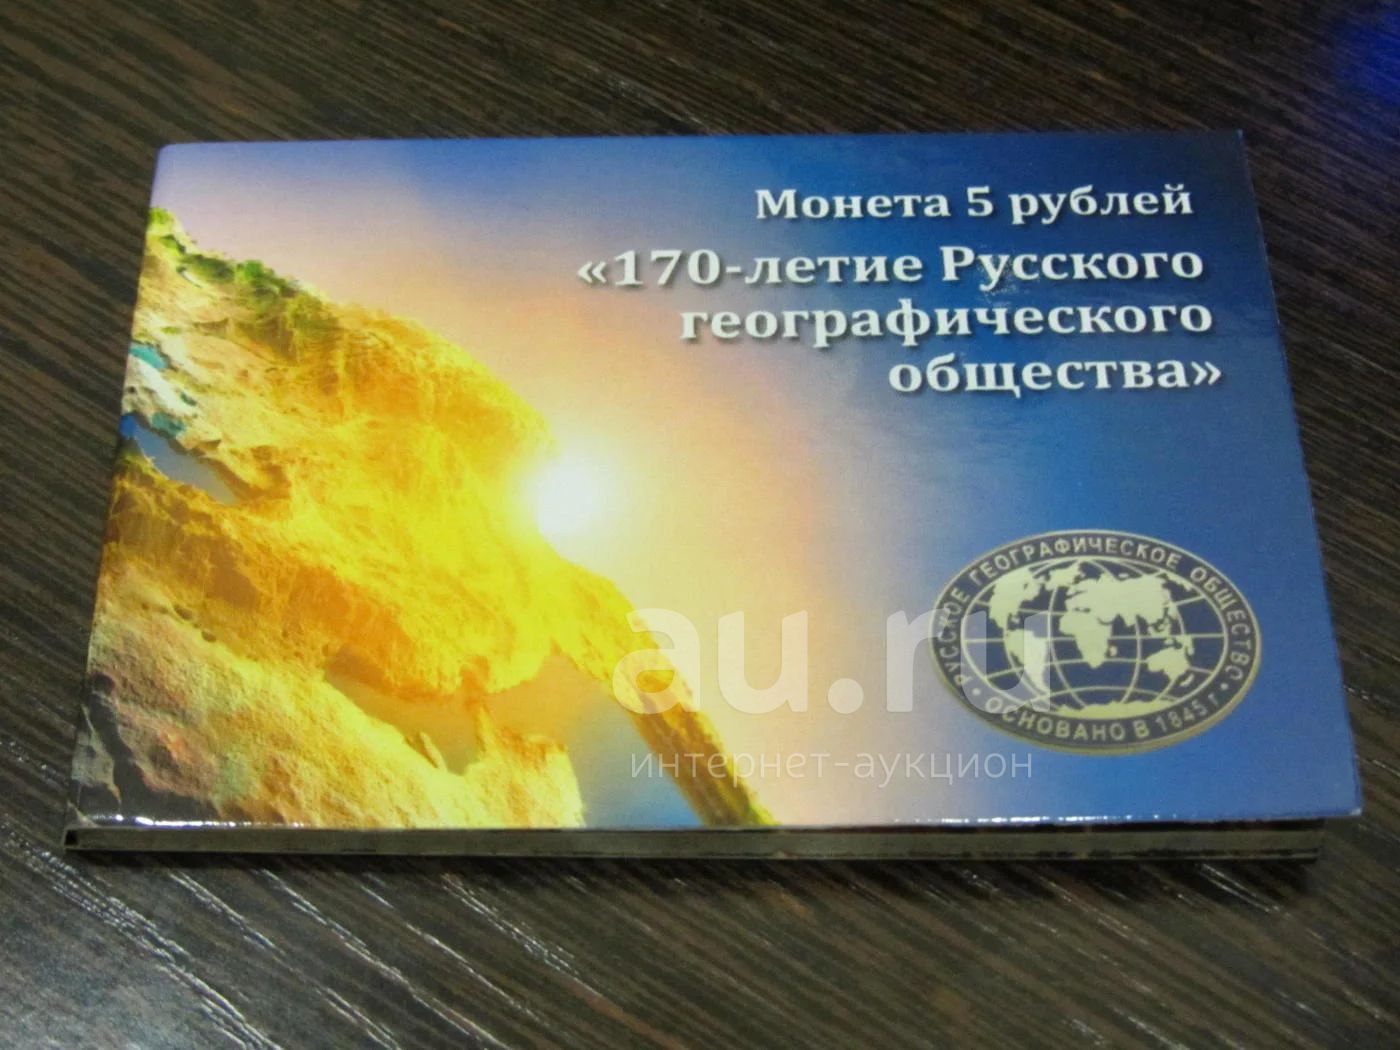 Монета 5 рублей
«170-летие Русского
географического
общества»
РУССКОЕ ГЕОГРАФИЧЕСКОЕ ОБЩЕСТВО
• ОСНОВАНО В 1845 г. •
au.ru
интернет-аукцион